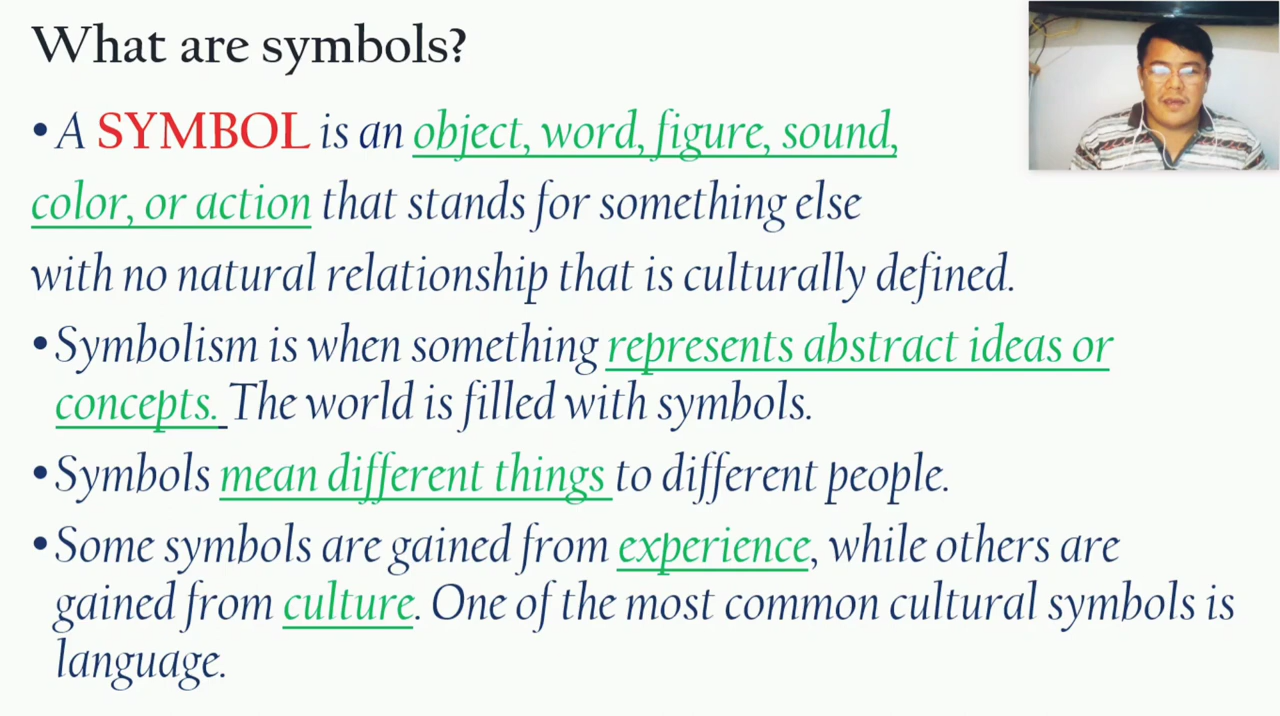 What are symbols?
• A SYMBOL is an object, word, figure, sound,
color, or action that stands for something else
with no natural relationship that is culturally defined.
• Symbolism is when something represents abstract ideas or
concepts. The world is filled with symbols.
• Symbols mean different things to different people.
• Some symbols are gained from experience, while others are
gained from culture. One of the most common cultural symbols is
language.